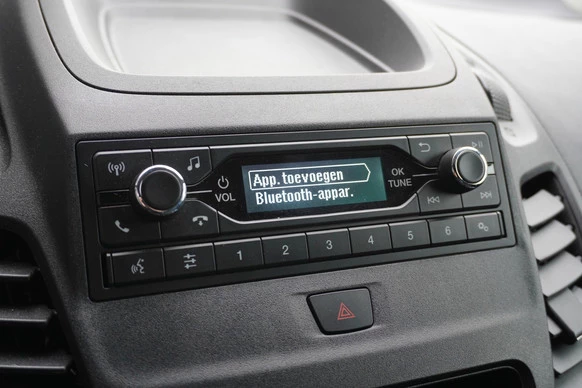 App. toevoegen
Bluetooth-appar.
VOL
OK
TUNE
1 2 3 4 5 6